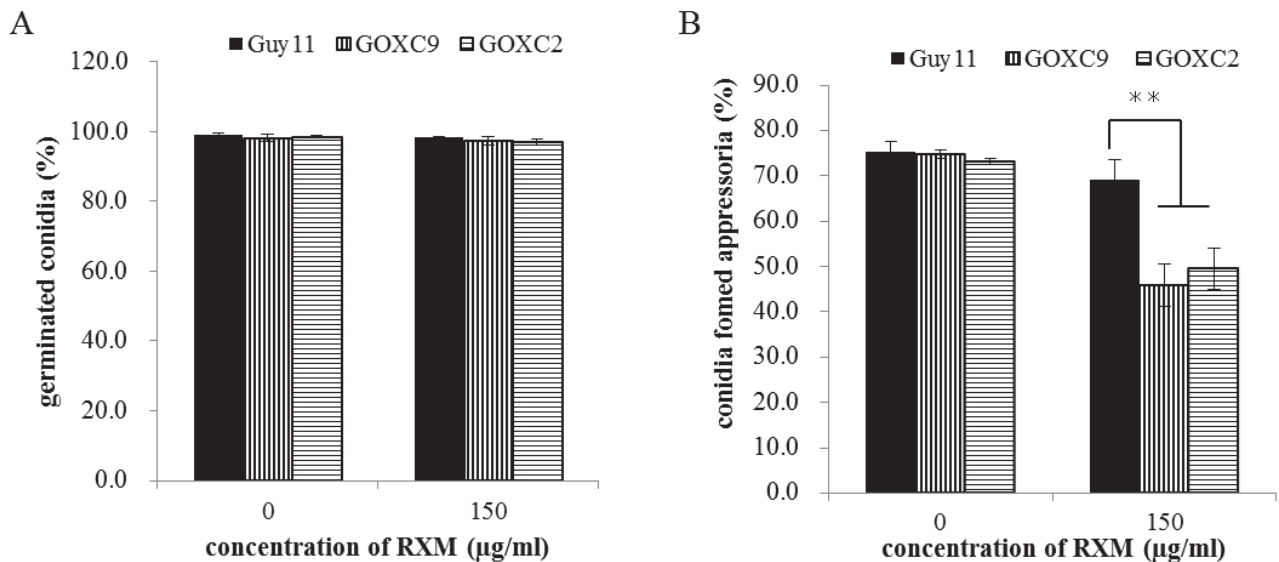 A
Guy11 GOXC9 GOXC2
120.0
100.0
80.0
60.0
40.0
20.0
0.0
germinated conidia (%)
0 150
concentration of RXM (µg/ml)
B
Guy11 GOXC9 GOXC2
90.0
80.0
70.0
60.0
50.0
40.0
30.0
20.0
10.0
0.0
conidia fomed appressoria (%)
**
0 150
concentration of RXM (µg/ml)